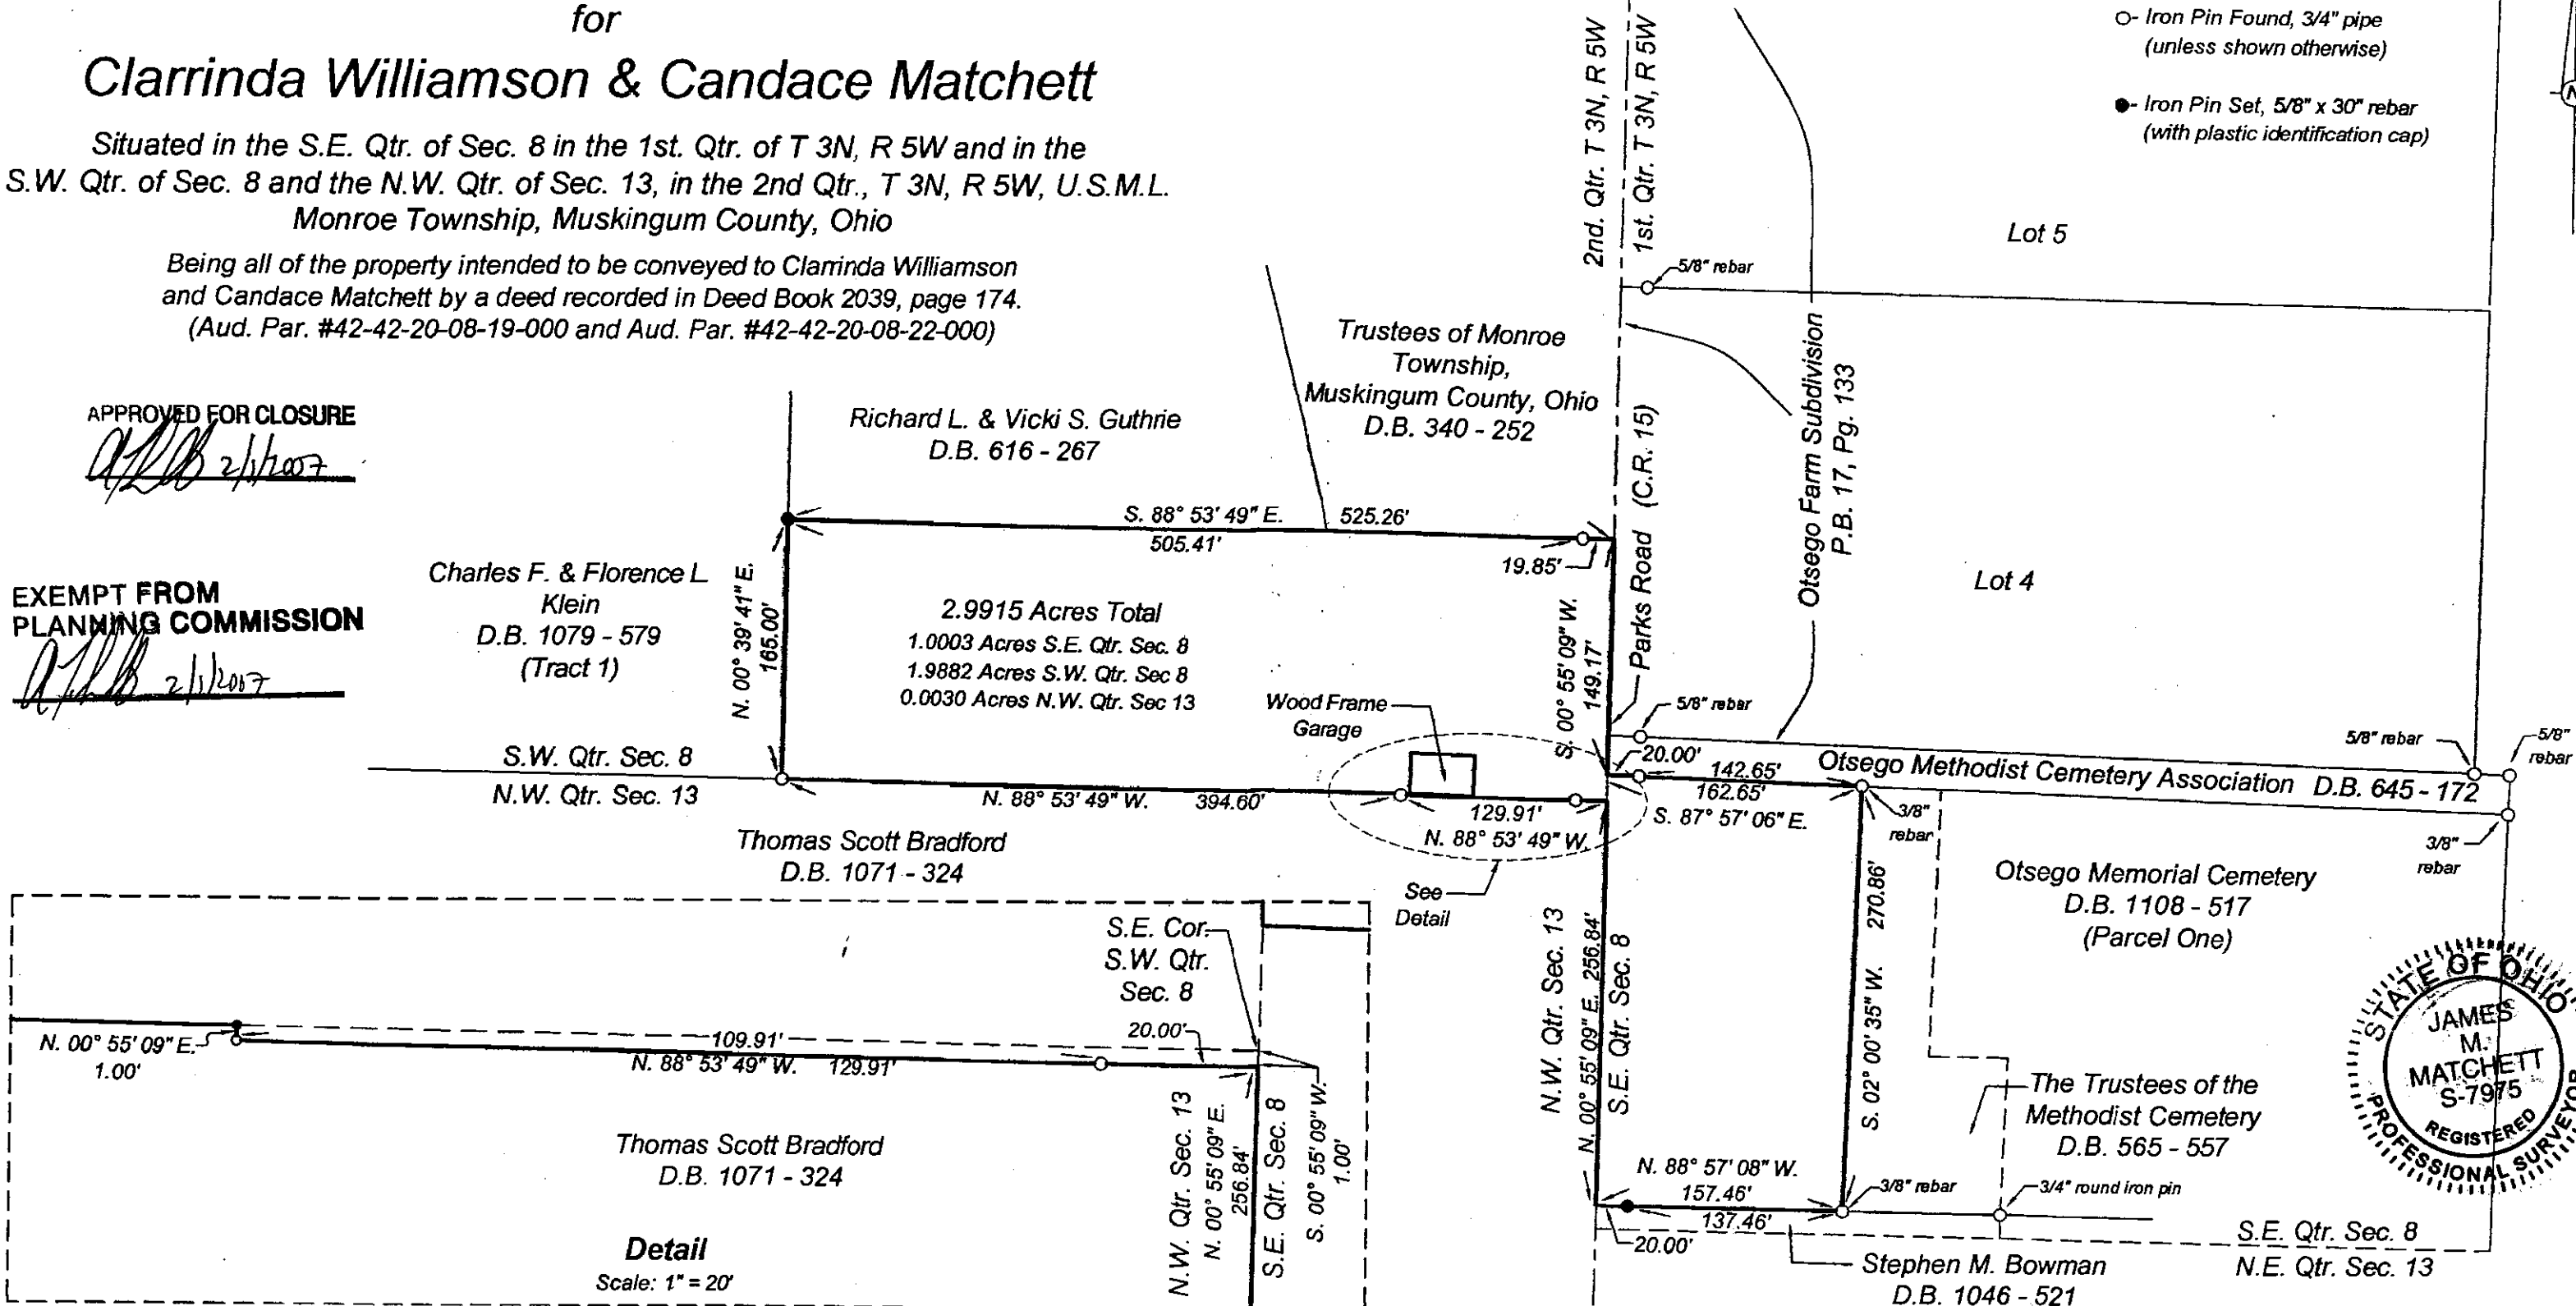 for
Clarrinda Williamson & Candace Matchett
Situated in the S.E. Qtr. of Sec. 8 in the 1st. Qtr. of T 3N, R 5W and in the
S.W. Qtr. of Sec. 8 and the N.W. Qtr. of Sec. 13, in the 2nd Qtr., T 3N, R 5W, U.S.M.L.
Monroe Township, Muskingum County, Ohio
Being all of the property intended to be conveyed to Clarrinda Williamson
and Candace Matchett by a deed recorded in Deed Book 2039, page 174.
(Aud. Par. #42-42-20-08-19-000 and Aud. Par. #42-42-20-08-22-000)
2nd. Qtr. T 3N, R 5W
1st. Qtr. T 3N, R 5W
Iron Pin Found, 3/4" pipe
(unless shown otherwise)
Iron Pin Set, 5/8" x 30" rebar
(with plastic identification cap)
N
Lot 5
5/8" rebar
APPROVED FOR CLOSURE
2/1/2007
EXEMPT FROM
PLANNING COMMISSION
2/1/2007
Richard L. & Vicki S. Guthrie
D.B. 616 - 267
Trustees of Monroe
Township,
Muskingum County, Ohio
D.B. 340 - 252
Parks Road (C.R. 15)
Otsego Farm Subdivision
P.B. 17, Pg. 133
Lot 4
S. 88° 53' 49" E. 525.26'
505.41'
19.85'
Charles F. & Florence L.
Klein
D.B. 1079 - 579
(Tract 1)
N. 00° 39' 41" E.
165.00'
2.9915 Acres Total
1.0003 Acres S.E. Qtr. Sec. 8
1.9882 Acres S.W. Qtr. Sec 8
0.0030 Acres N.W. Qtr. Sec 13
Wood Frame
Garage
S. 00° 55' 09" W.
149.17'
5/8" rebar
S.W. Qtr. Sec. 8
N.W. Qtr. Sec. 13
N. 88° 53' 49" W. 394.60'
129.91'
N. 88° 53' 49" W.
20.00'
142.65'
162.65'
S. 87° 57' 06" E.
Otsego Methodist Cemetery Association D.B. 645 - 172
5/8" rebar
5/8"
rebar
3/8"
rebar
3/8"
rebar
Thomas Scott Bradford
D.B. 1071 - 324
See
Detail
N.W. Qtr. Sec. 13
N. 00° 55' 09" E. 256.84'
S.E. Qtr. Sec. 8
S. 02° 00' 35" W. 270.86'
Otsego Memorial Cemetery
D.B. 1108 - 517
(Parcel One)
The Trustees of the
Methodist Cemetery
D.B. 565 - 557
STATE OF OHIO
JAMES
M.
MATCHETT
S-7975
REGISTERED
PROFESSIONAL SURVEYOR
N. 88° 57' 08" W.
157.46'
137.46'
20.00'
3/8" rebar
3/4" round iron pin
Stephen M. Bowman
D.B. 1046 - 521
S.E. Qtr. Sec. 8
N.E. Qtr. Sec. 13
S.E. Cor.
S.W. Qtr.
Sec. 8
N. 00° 55' 09" E.
1.00'
109.91'
20.00'
N. 88° 53' 49" W. 129.91'
Thomas Scott Bradford
D.B. 1071 - 324
N.W. Qtr. Sec. 13
N. 00° 55' 09" E.
256.84'
S.E. Qtr. Sec. 8
S. 00° 55' 09" W.
1.00'
Detail
Scale: 1" = 20'